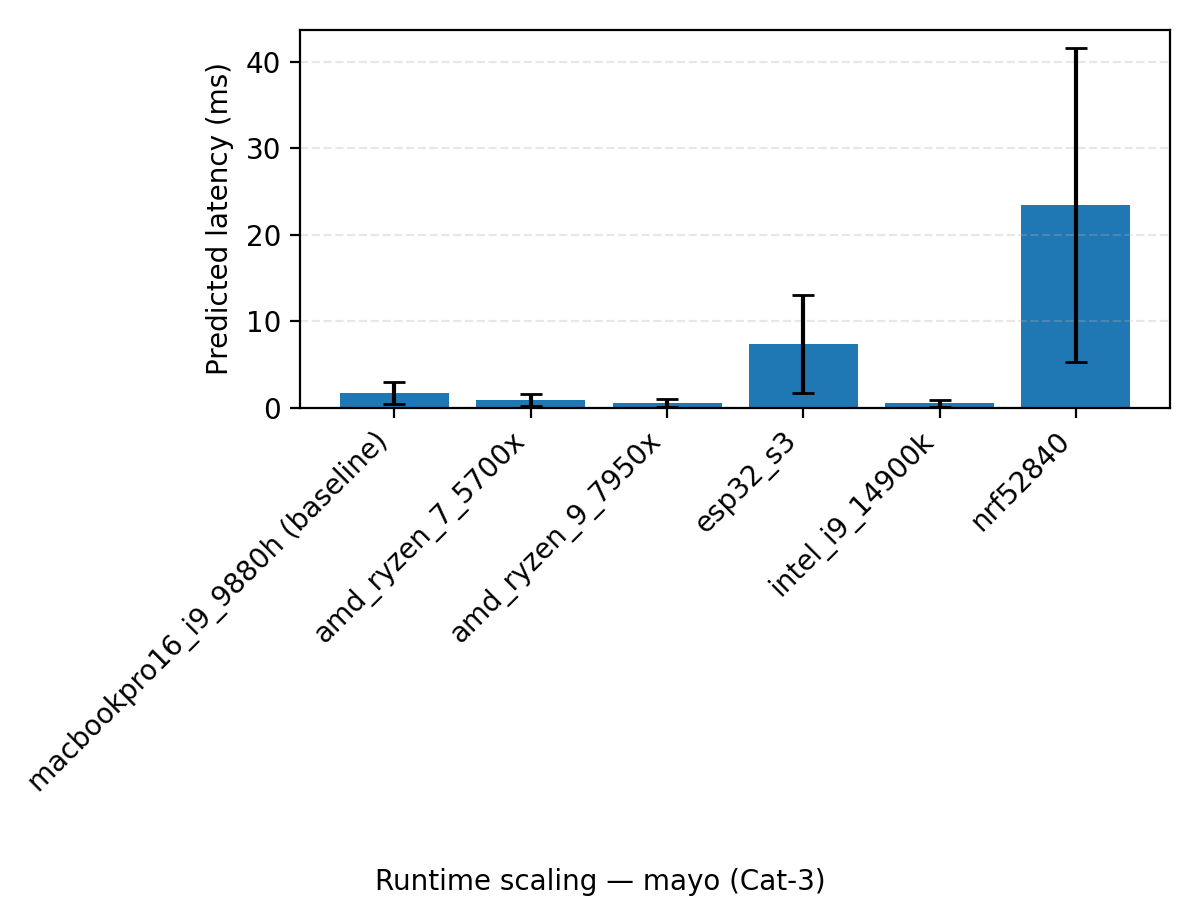 Predicted latency (ms)
40
30
20
10
0
macbookpro16_i9_9880h (baseline)
amd_ryzen_7_5700x
amd_ryzen_9_7950x
esp32_s3
intel_i9_14900k
nrf52840
Runtime scaling — mayo (Cat-3)